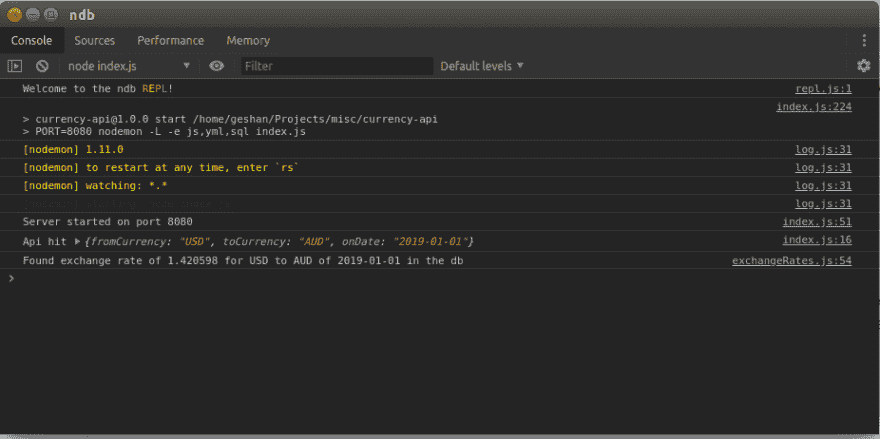 ndb
Console Sources Performance Memory
node index.js Filter Default levels
Welcome to the ndb REPL! repl.js:1
index.js:224
> currency-api@1.0.0 start /home/geshan/Projects/misc/currency-api
> PORT=8080 nodemon -L -e js,yml,sql index.js
[nodemon] 1.11.0 log.js:31
[nodemon] to restart at any time, enter `rs` log.js:31
[nodemon] watching: *.* log.js:31
log.js:31
Server started on port 8080 index.js:51
Api hit {fromCurrency: "USD", toCurrency: "AUD", onDate: "2019-01-01"} index.js:16
Found exchange rate of 1.420598 for USD to AUD of 2019-01-01 in the db exchangeRates.js:54